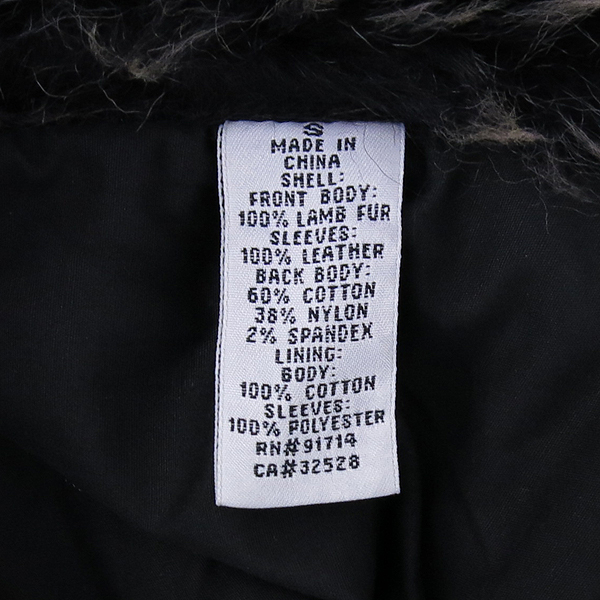 S
MADE IN
CHINA
SHELL:
FRONT BODY:
100% LAMB FUR
SLEEVES:
100% LEATHER
BACK BODY:
60% COTTON
38% NYLON
2% SPANDEX
LINING:
BODY:
100% COTTON
SLEEVES:
100% POLYESTER
RN#91714
CA#32528